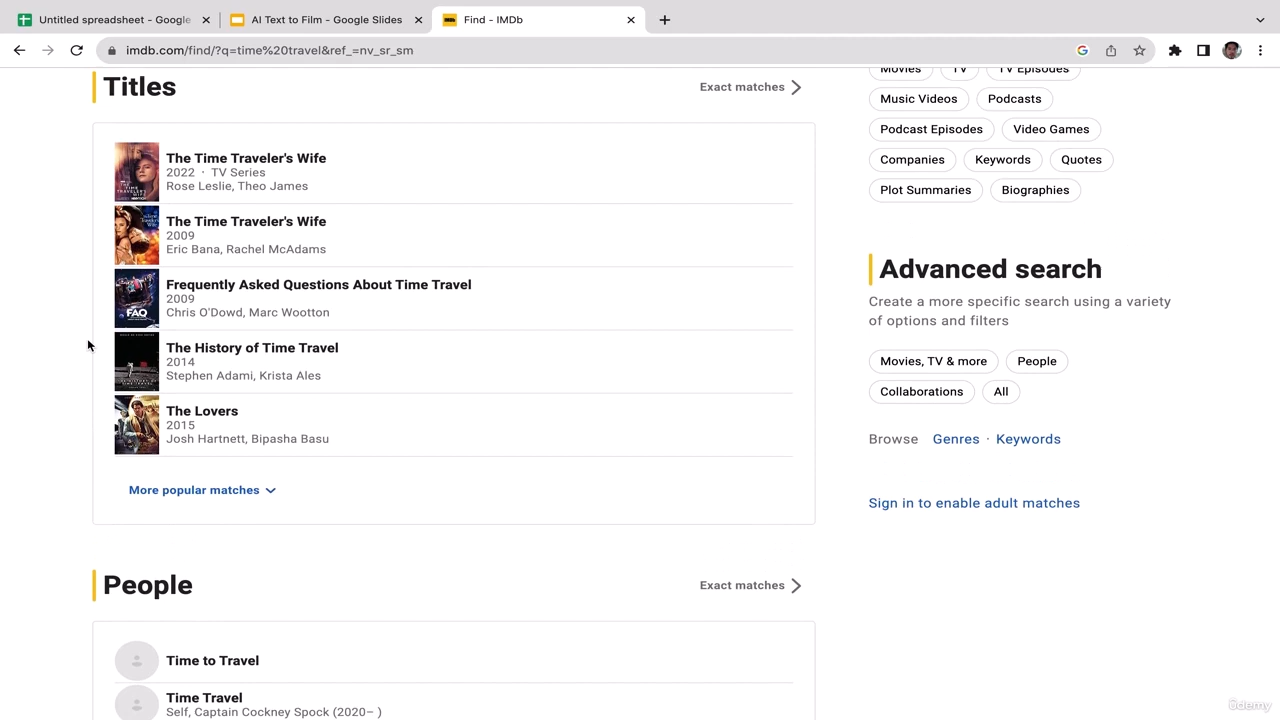 Untitled spreadsheet - Google
AI Text to Film - Google Slides
Find - IMDb
imdb.com/find/?q=time%20travel&ref_=nv_sr_sm
Titles
Exact matches
The Time Traveler's Wife
2022 · TV Series
Rose Leslie, Theo James
The Time Traveler's Wife
2009
Eric Bana, Rachel McAdams
FAQ
Frequently Asked Questions About Time Travel
2009
Chris O'Dowd, Marc Wootton
The History of Time Travel
2014
Stephen Adami, Krista Ales
The Lovers
2015
Josh Hartnett, Bipasha Basu
More popular matches
People
Exact matches
Time to Travel
Time Travel
Self, Captain Cockney Spock (2020– )
Movies TV TV Episodes
Music Videos Podcasts
Podcast Episodes Video Games
Companies Keywords Quotes
Plot Summaries Biographies
Advanced search
Create a more specific search using a variety
of options and filters
Movies, TV & more People
Collaborations All
Browse Genres · Keywords
Sign in to enable adult matches
ûdemy